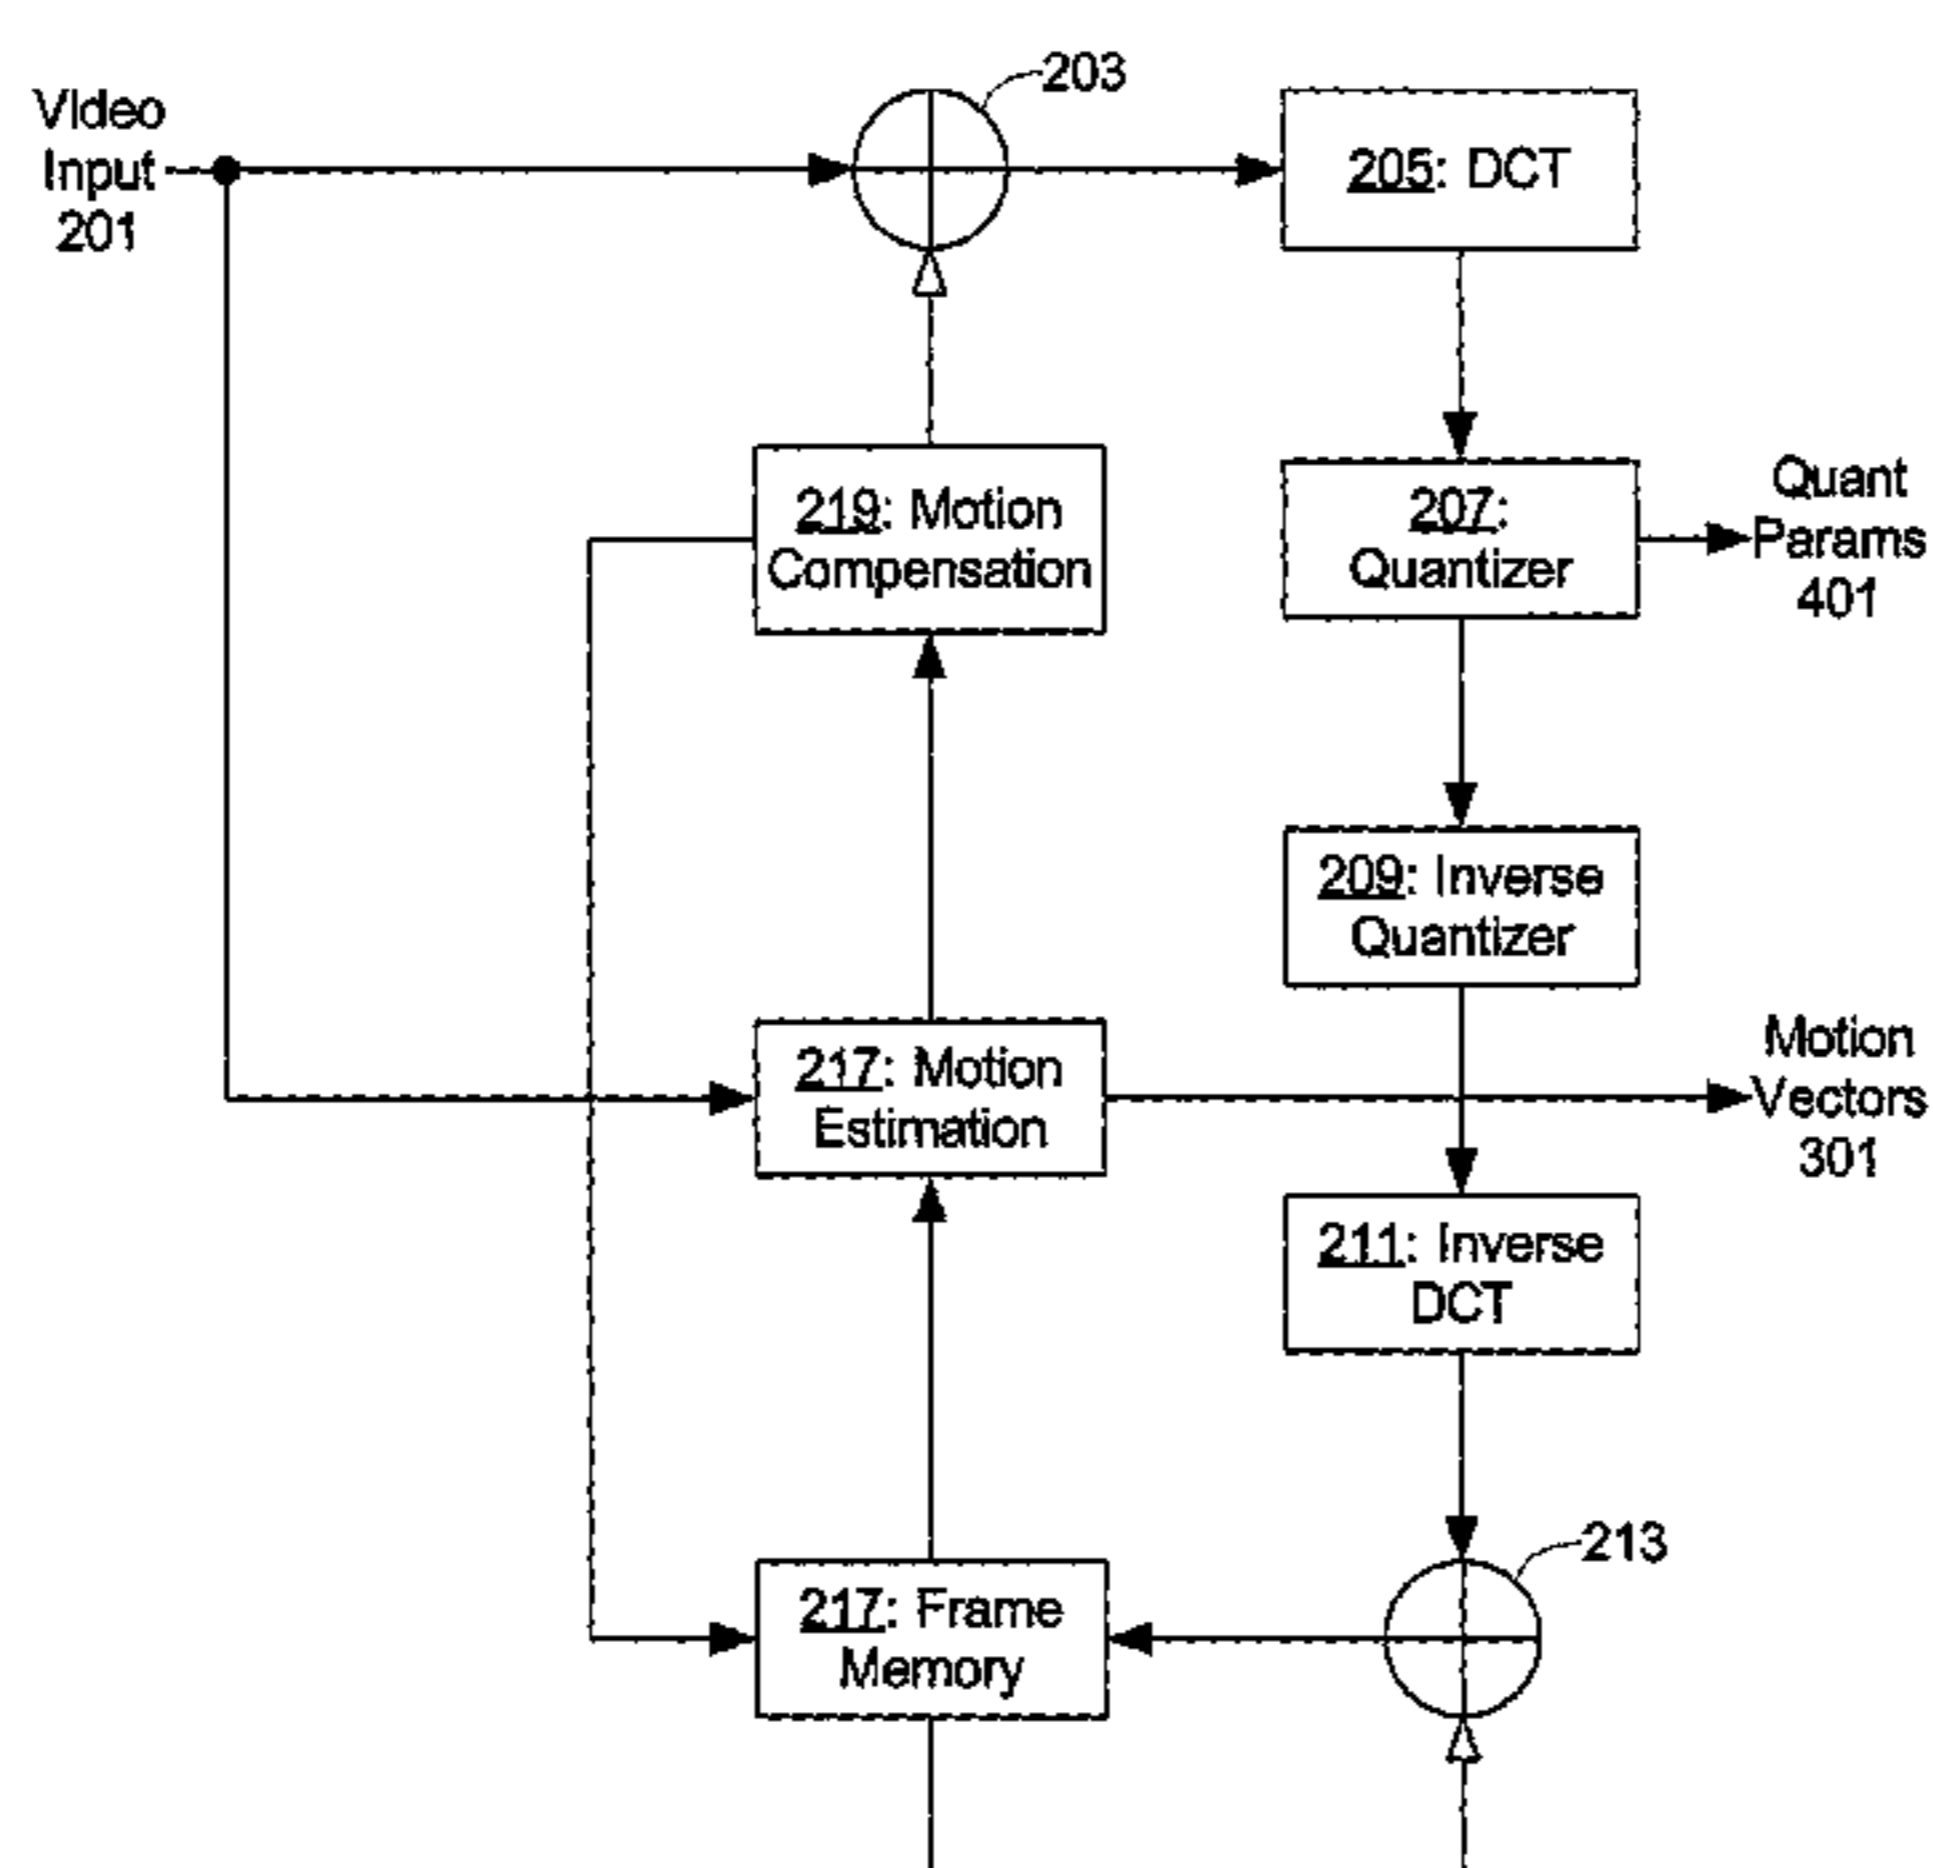 203
Video
Input
201
205: DCT
219: Motion
Compensation
207:
Quantizer
Quant
Params
401
209: Inverse
Quantizer
217: Motion
Estimation
Motion
Vectors
301
211: Inverse
DCT
213
217: Frame
Memory